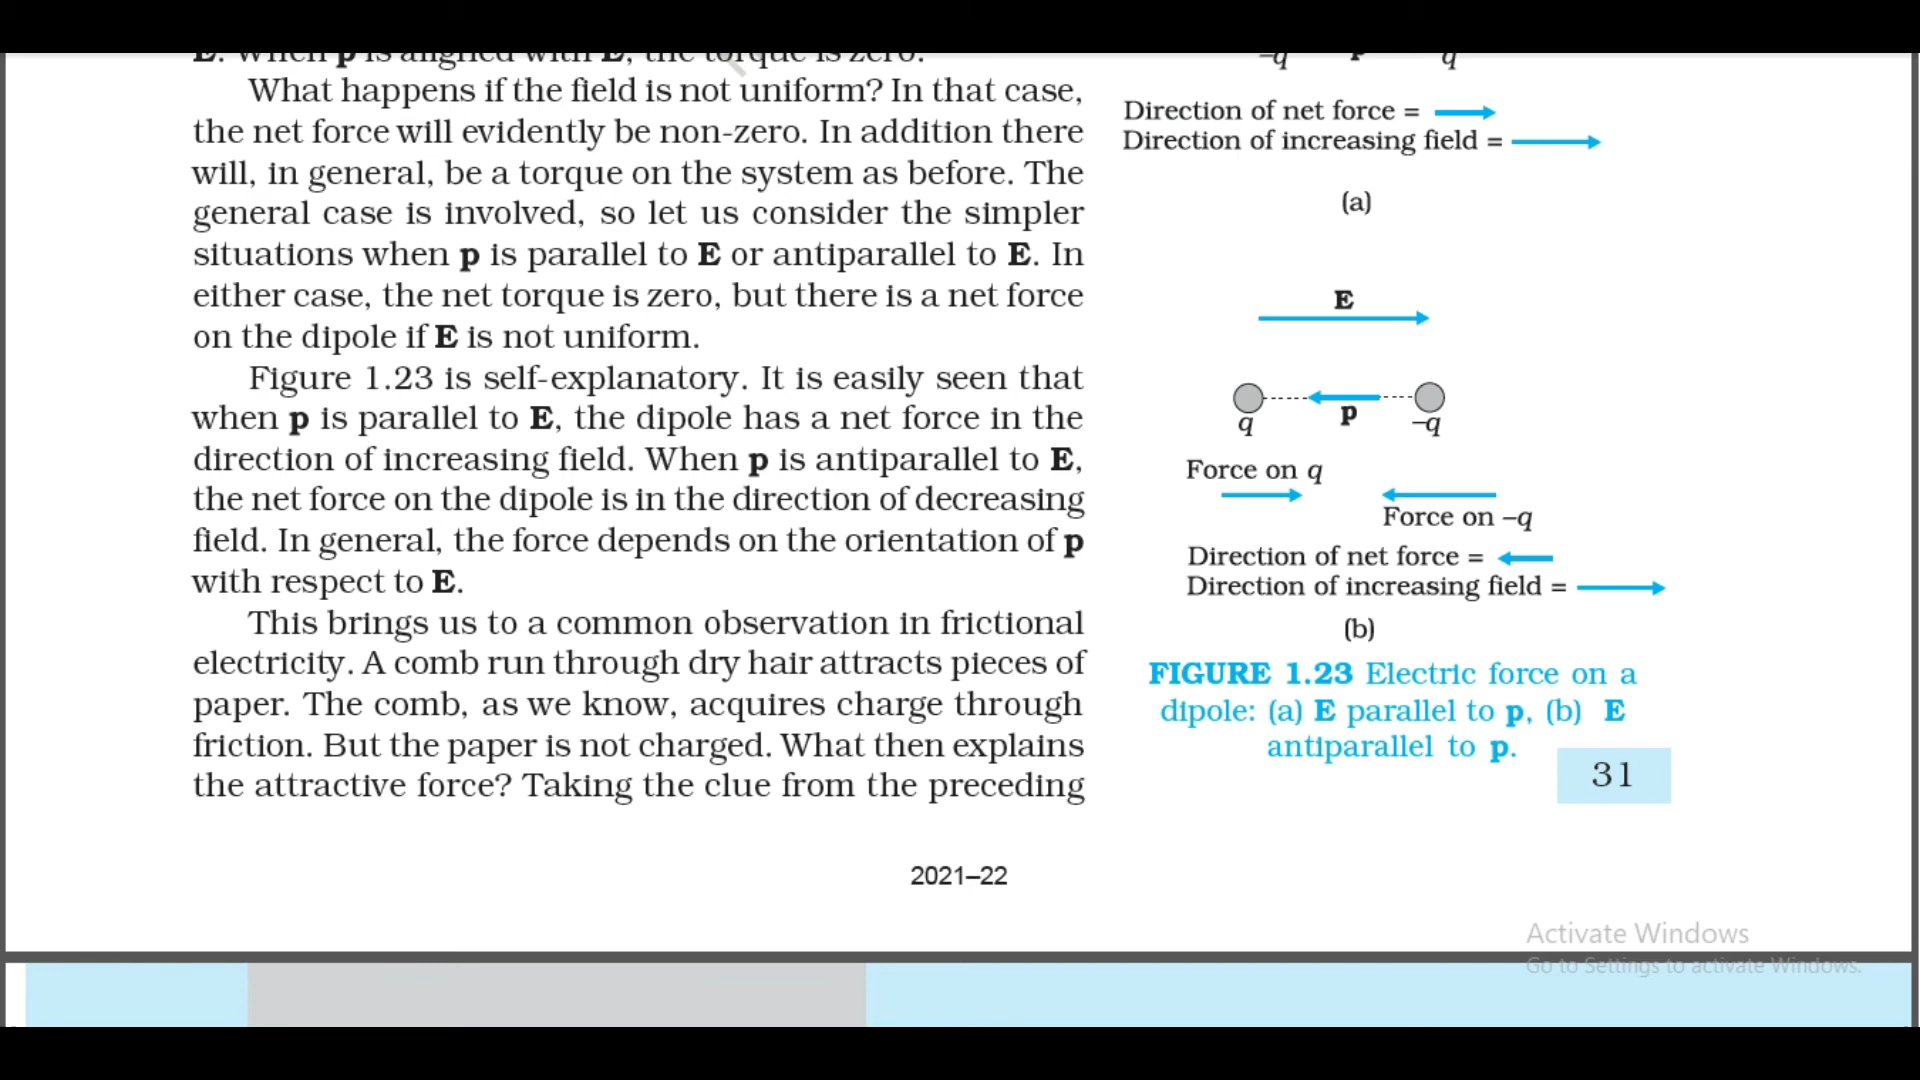 E. When p is aligned with E, the torque is zero.
What happens if the field is not uniform? In that case,
the net force will evidently be non-zero. In addition there
will, in general, be a torque on the system as before. The
general case is involved, so let us consider the simpler
situations when p is parallel to E or antiparallel to E. In
either case, the net torque is zero, but there is a net force
on the dipole if E is not uniform.
Figure 1.23 is self-explanatory. It is easily seen that
when p is parallel to E, the dipole has a net force in the
direction of increasing field. When p is antiparallel to E,
the net force on the dipole is in the direction of decreasing
field. In general, the force depends on the orientation of p
with respect to E.
This brings us to a common observation in frictional
electricity. A comb run through dry hair attracts pieces of
paper. The comb, as we know, acquires charge through
friction. But the paper is not charged. What then explains
the attractive force? Taking the clue from the preceding
–q p q
Direction of net force =
Direction of increasing field =
(a)
E
q p –q
Force on q
Force on –q
Direction of net force =
Direction of increasing field =
(b)
FIGURE 1.23 Electric force on a
dipole: (a) E parallel to p, (b) E
antiparallel to p.
31
2021–22
Activate Windows
Go to Settings to activate Windows.